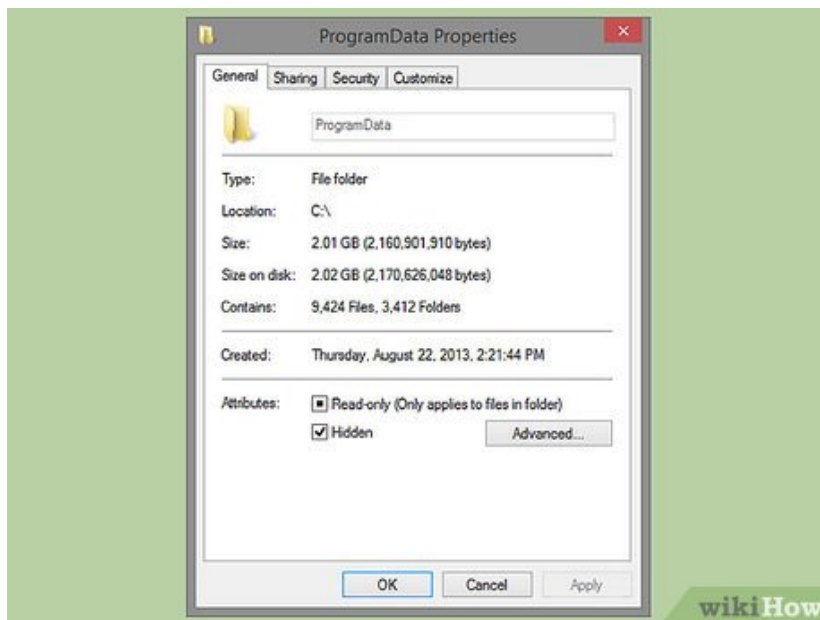 ProgramData Properties
General Sharing Security Customize
ProgramData
Type: File folder
Location: C:\
Size: 2.01 GB (2,160,901,910 bytes)
Size on disk: 2.02 GB (2,170,626,048 bytes)
Contains: 9,424 Files, 3,412 Folders
Created: Thursday, August 22, 2013, 2:21:44 PM
Attributes: Read-only (Only applies to files in folder)
Hidden Advanced...
OK Cancel Apply
wikiHow